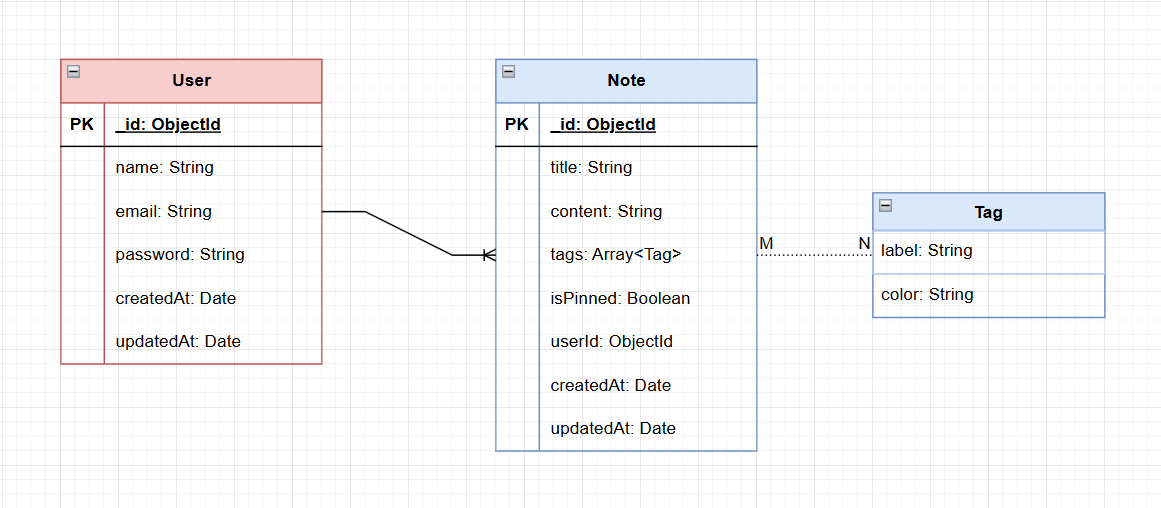 User
PK _id: ObjectId
name: String
email: String
password: String
createdAt: Date
updatedAt: Date
Note
PK _id: ObjectId
title: String
content: String
tags: Array<Tag>
isPinned: Boolean
userId: ObjectId
createdAt: Date
updatedAt: Date
M N
Tag
label: String
color: String